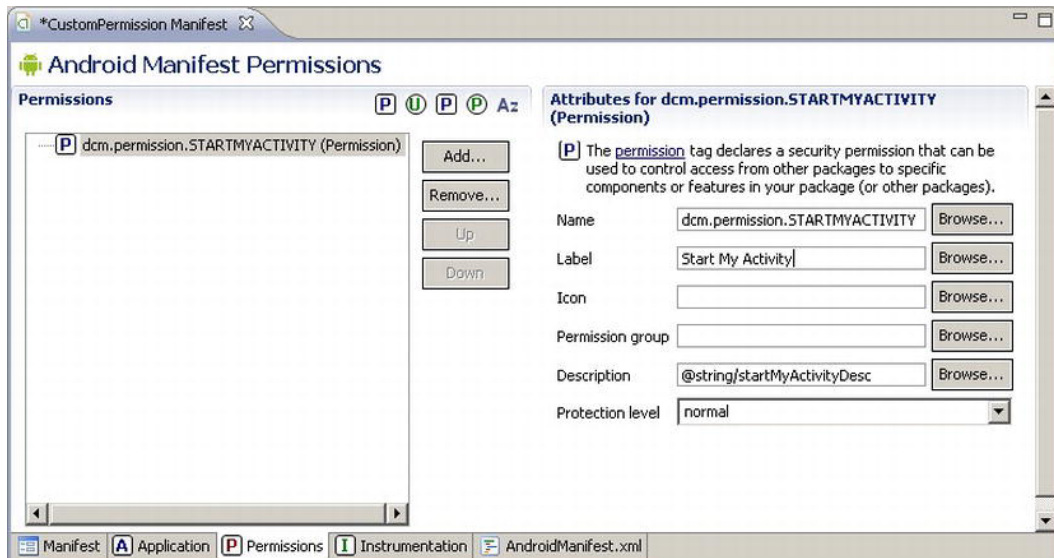 *CustomPermission Manifest
Android Manifest Permissions
Permissions
P U P P Az
P dcm.permission.STARTMYACTIVITY (Permission)
Add...
Remove...
Up
Down
Attributes for dcm.permission.STARTMYACTIVITY
(Permission)
P The permission tag declares a security permission that can be
used to control access from other packages to specific
components or features in your package (or other packages).
Name dcm.permission.STARTMYACTIVITY Browse...
Label Start My Activity Browse...
Icon Browse...
Permission group Browse...
Description @string/startMyActivityDesc Browse...
Protection level normal
Manifest A Application P Permissions I Instrumentation AndroidManifest.xml